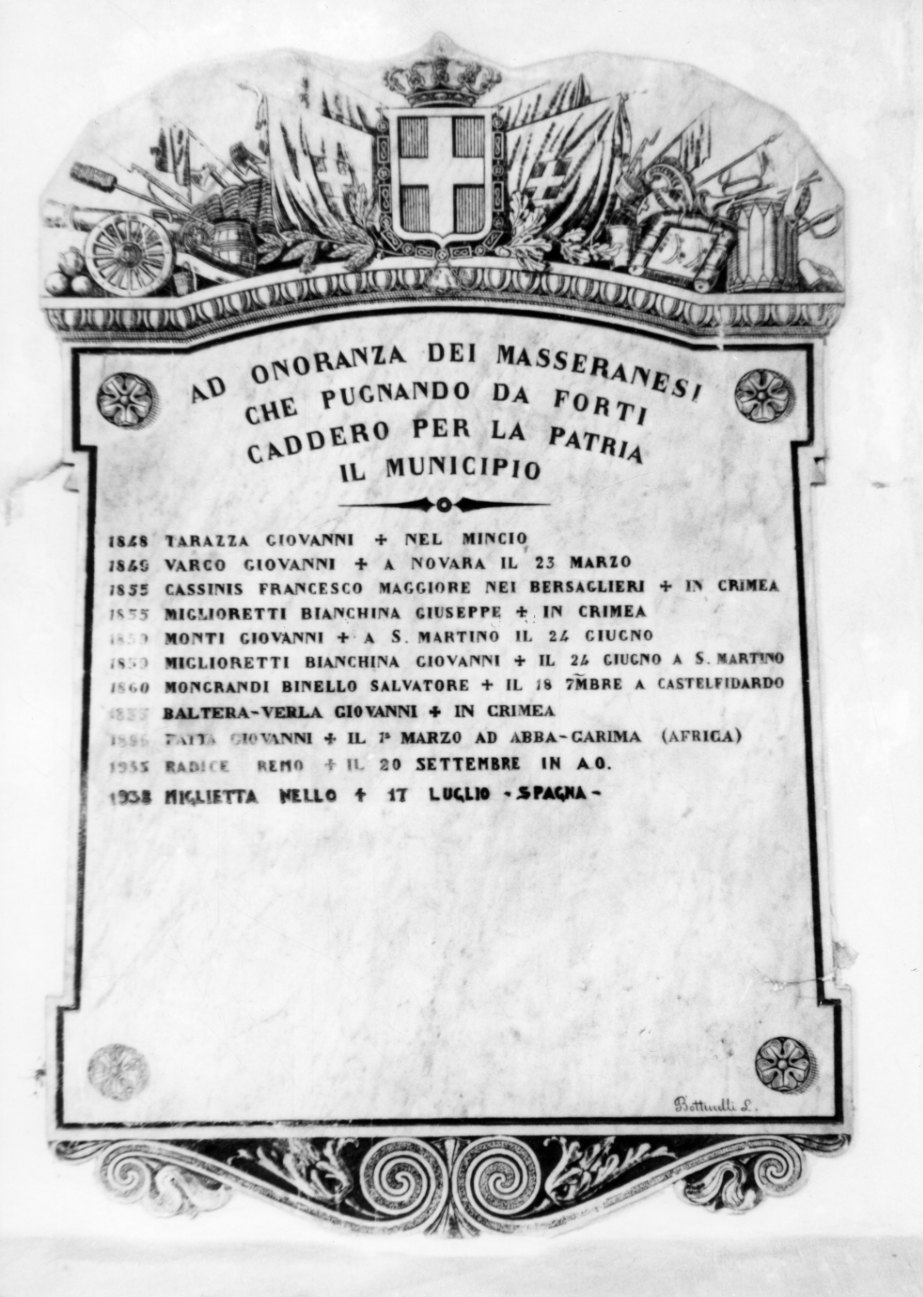 AD ONORANZA DEI MASSERANESI
CHE PUGNANDO DA FORTI
CADDERO PER LA PATRIA
IL MUNICIPIO
1848 TARAZZA GIOVANNI + NEL MINCIO
1849 VARCO GIOVANNI + A NOVARA IL 23 MARZO
1855 CASSINIS FRANCESCO MAGGIORE NEI BERSAGLIERI + IN CRIMEA
1855 MIGLIORETTI BIANCHINA GIUSEPPE + IN CRIMEA
1859 MONTI GIOVANNI + A S. MARTINO IL 24 GIUGNO
1859 MIGLIORETTI BIANCHINA GIOVANNI + IL 24 GIUGNO A S. MARTINO
1860 MONGRANDI BINELLO SALVATORE + IL 18 7MBRE A CASTELFIDARDO
BALTERA-VERLA GIOVANNI + IN CRIMEA
1896 GIOVANNI + IL 1° MARZO AD ABBA-GARIMA (AFRICA)
1935 RADICE REMO + IL 20 SETTEMBRE IN A.O.
1938 MIGLIETTA NELLO + 17 LUGLIO - SPAGNA -
Bottinelli L.